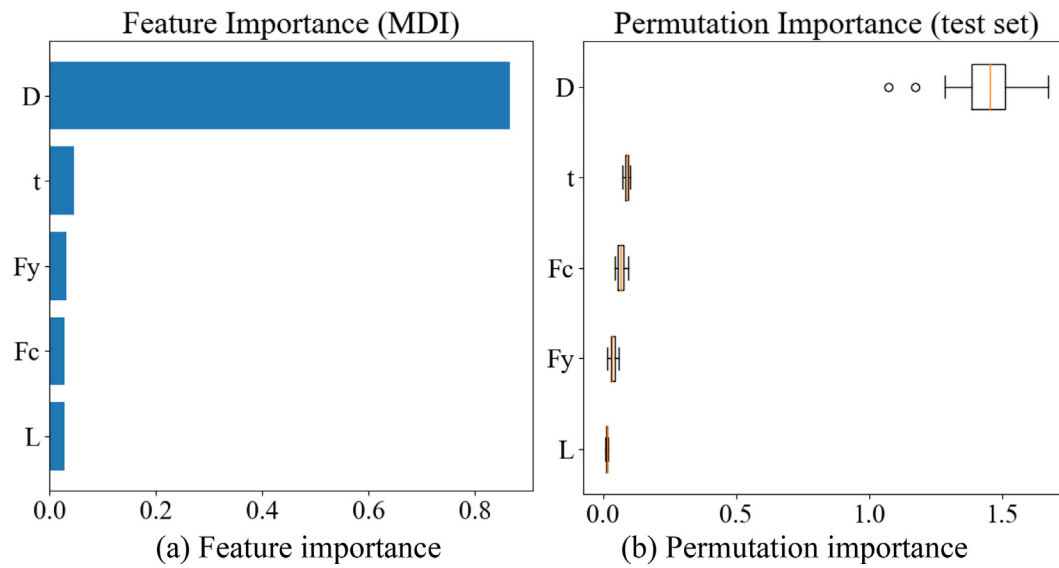 Feature Importance (MDI)
D
t
Fy
Fc
L
0.0 0.2 0.4 0.6 0.8
(a) Feature importance
Permutation Importance (test set)
D
t
Fc
Fy
L
0.0 0.5 1.0 1.5
(b) Permutation importance